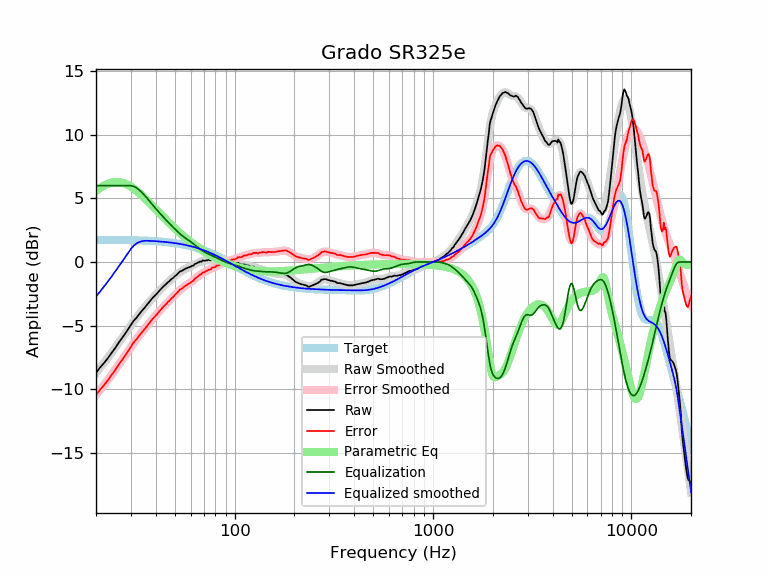 Grado SR325e
15
10
5
0
−5
−10
−15
Amplitude (dBr)
Target
Raw Smoothed
Error Smoothed
Raw
Error
Parametric Eq
Equalization
Equalized smoothed
100
1000
10000
Frequency (Hz)